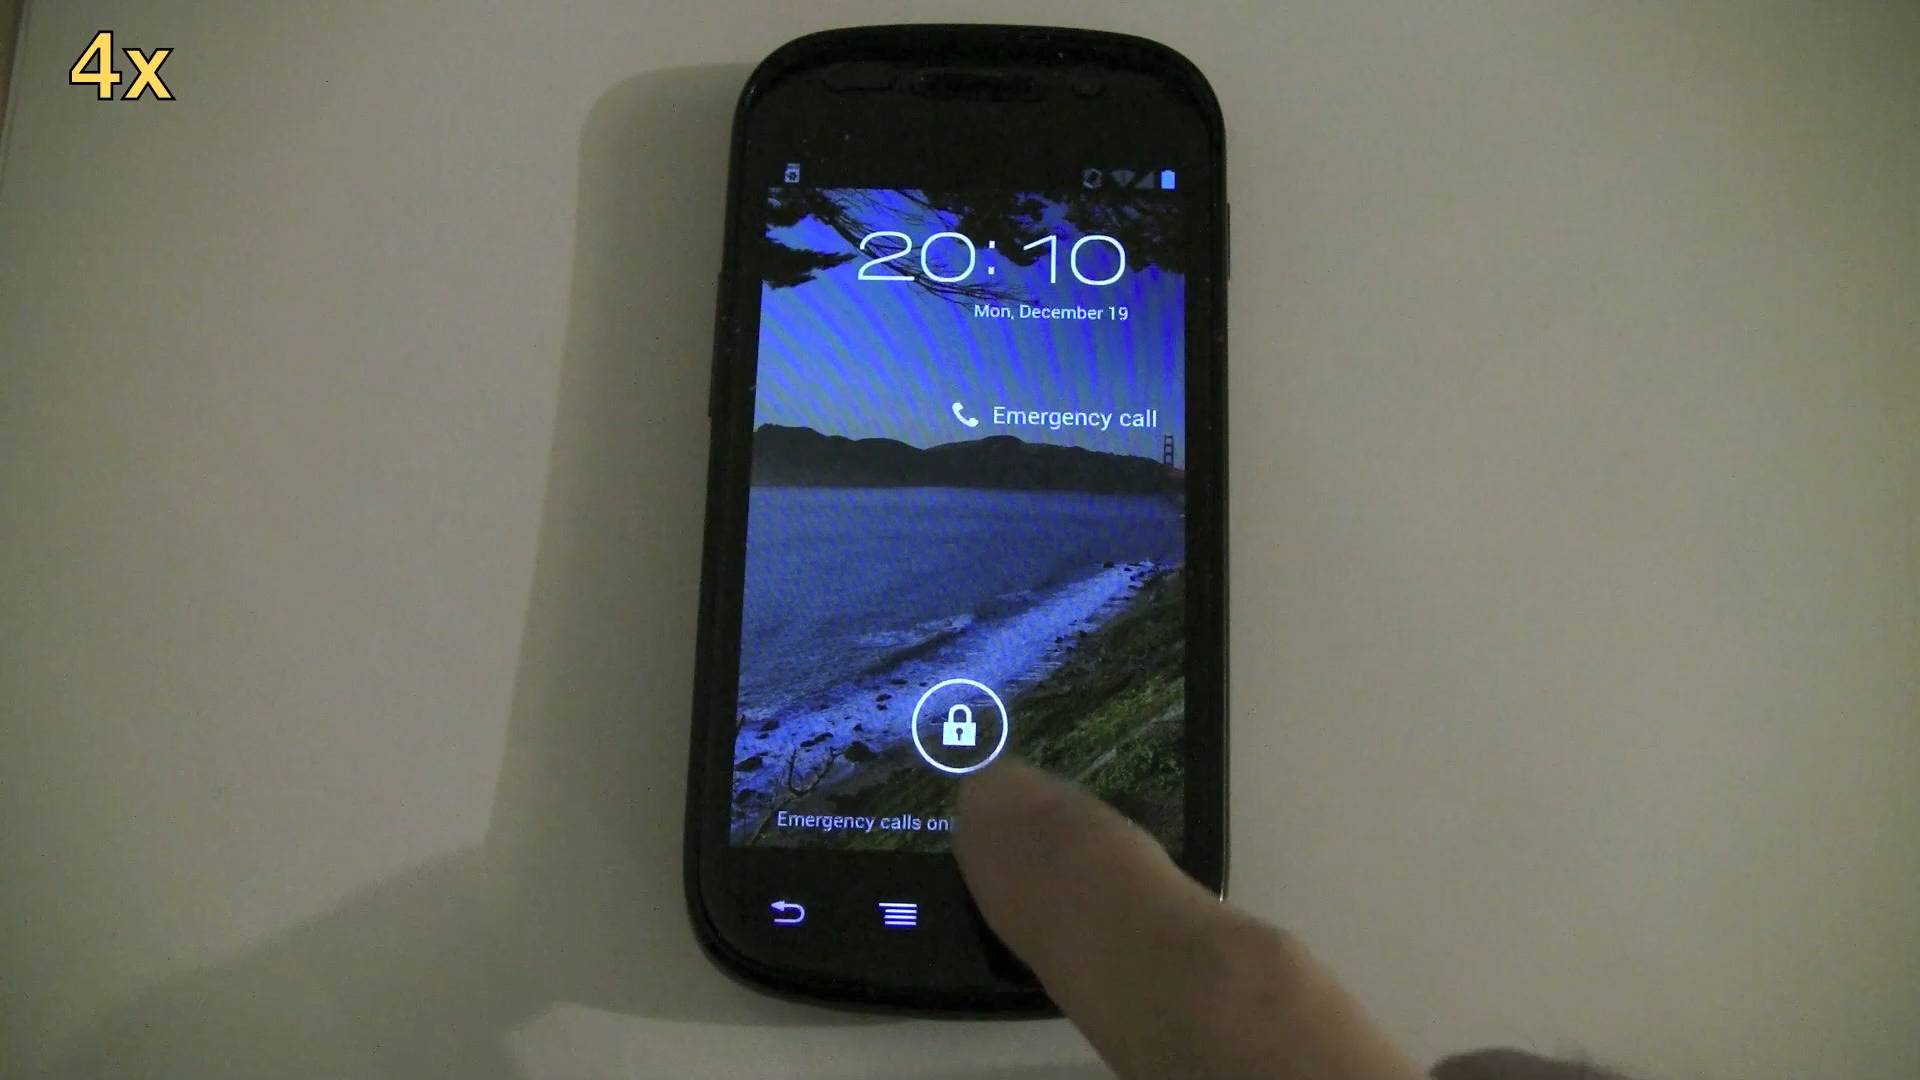 4x
20:10
Mon, December 19
Emergency call
Emergency calls on